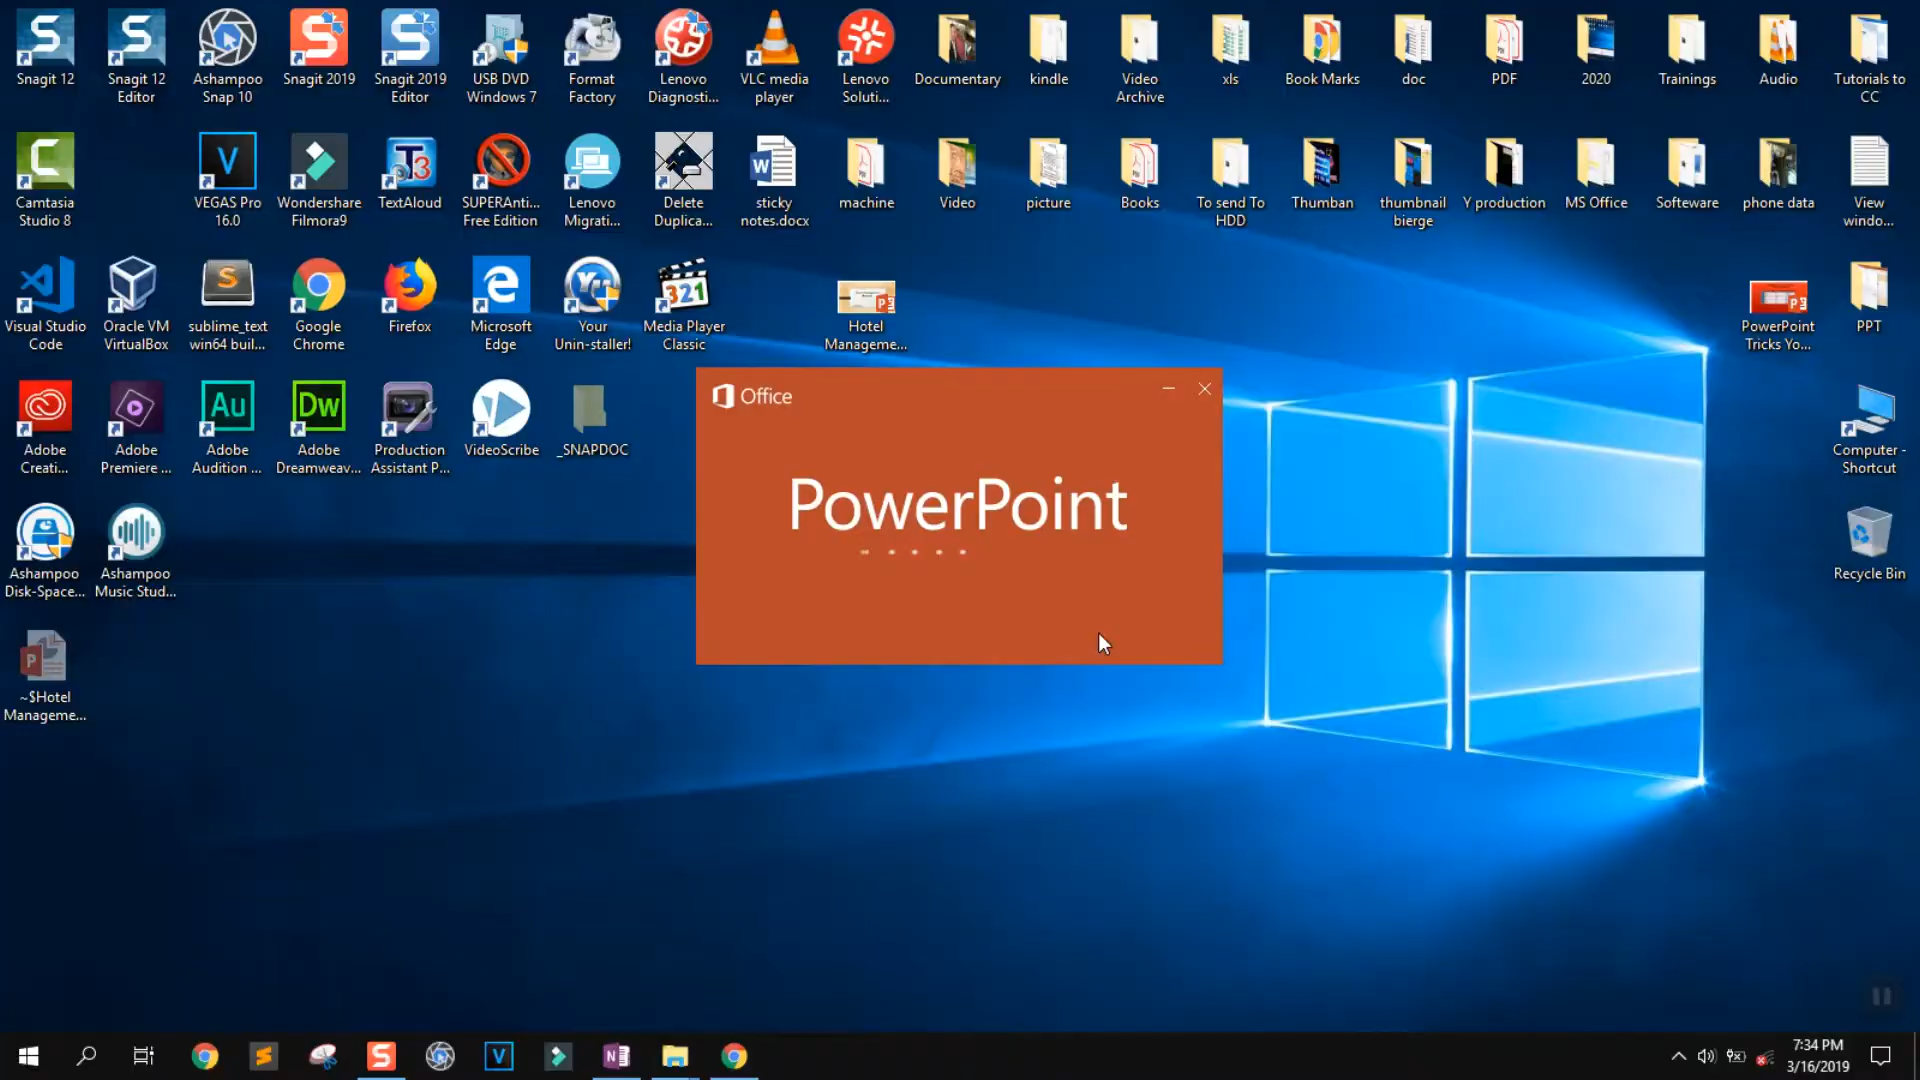 Snagit 12
Snagit 12
Editor
Ashampoo
Snap 10
Snagit 2019
Snagit 2019
Editor
USB DVD
Windows 7
Format
Factory
Lenovo
Diagnosti...
VLC media
player
Lenovo
Soluti...
Documentary
kindle
Video
Archive
xls
Book Marks
doc
PDF
2020
Trainings
Audio
Tutorials to
CC
Camtasia
Studio 8
VEGAS Pro
16.0
Wondershare
Filmora9
TextAloud
SUPERAnti...
Free Edition
Lenovo
Migrati...
Delete
Duplica...
sticky
notes.docx
machine
Video
picture
Books
To send To
HDD
Thumban
thumbnail
bierge
Y production
MS Office
Softeware
phone data
View
windo...
Visual Studio
Code
Oracle VM
VirtualBox
sublime_text
win64 buil...
Google
Chrome
Firefox
Microsoft
Edge
Your
Unin-staller!
Media Player
Classic
Hotel
Manageme...
PowerPoint
Tricks Yo...
PPT
Adobe
Creati...
Adobe
Premiere ...
Adobe
Audition ...
Adobe
Dreamweav...
Production
Assistant P...
VideoScribe
_SNAPDOC
Office
PowerPoint
Computer -
Shortcut
Ashampoo
Disk-Space...
Ashampoo
Music Stud...
Recycle Bin
~$Hotel
Manageme...
7:34 PM
3/16/2019